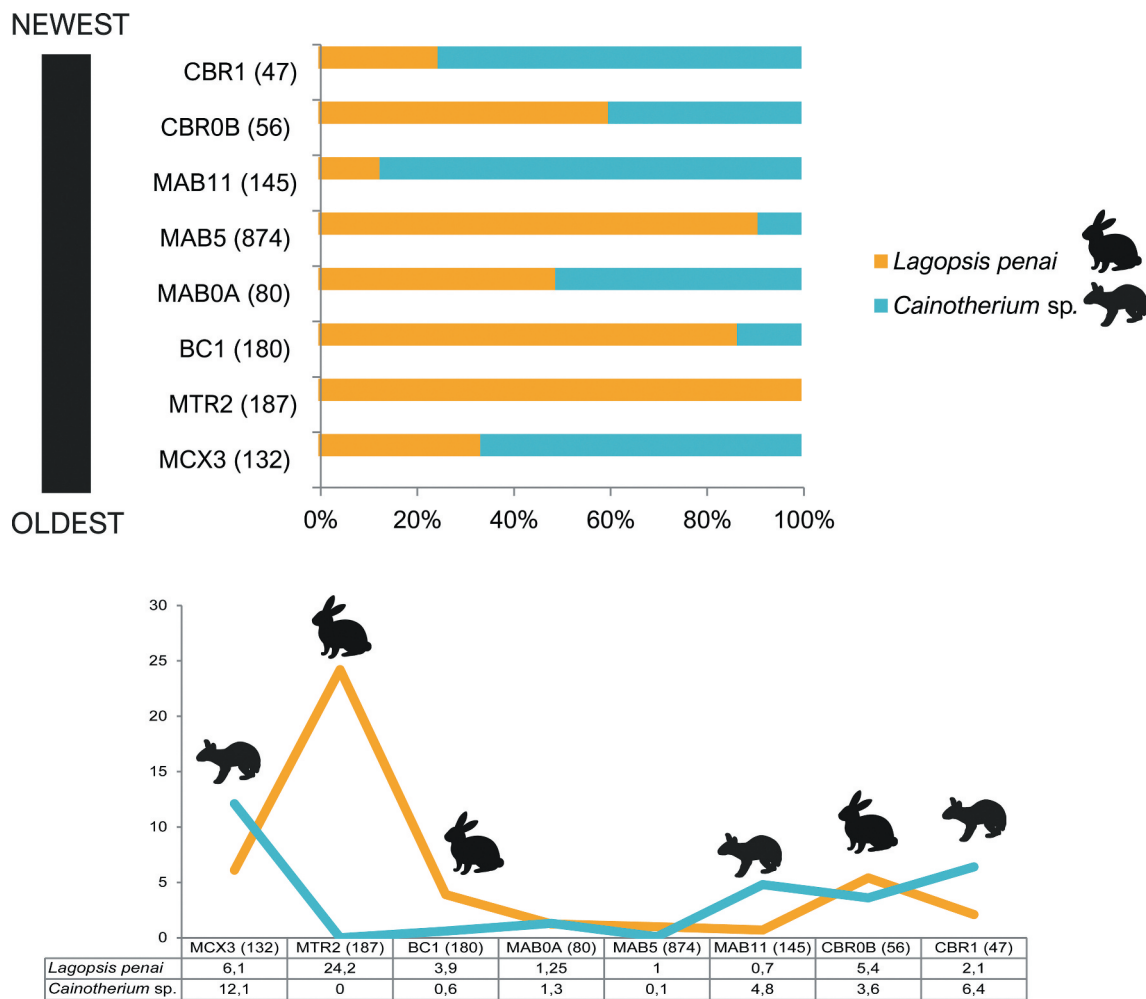 NEWEST
CBR1 (47)
CBR0B (56)
MAB11 (145)
MAB5 (874)
MAB0A (80)
BC1 (180)
MTR2 (187)
MCX3 (132)
OLDEST
0% 20% 40% 60% 80% 100%
Lagopsis penai
Cainotherium sp.
30
25
20
15
10
5
0
MCX3 (132) MTR2 (187) BC1 (180) MAB0A (80) MAB5 (874) MAB11 (145) CBR0B (56) CBR1 (47)
Lagopsis penai 6,1 24,2 3,9 1,25 1 0,7 5,4 2,1
Cainotherium sp. 12,1 0 0,6 1,3 0,1 4,8 3,6 6,4